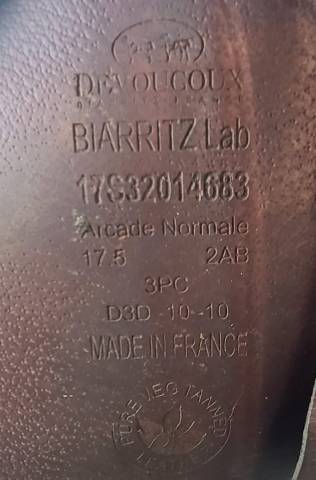 DEVOUCOUX
BIARRITZ Lab
17S32014683
Arcade Normale
17.5 2AB
3PC
D3D -10 -10
MADE IN FRANCE
PURE VEG TANNED